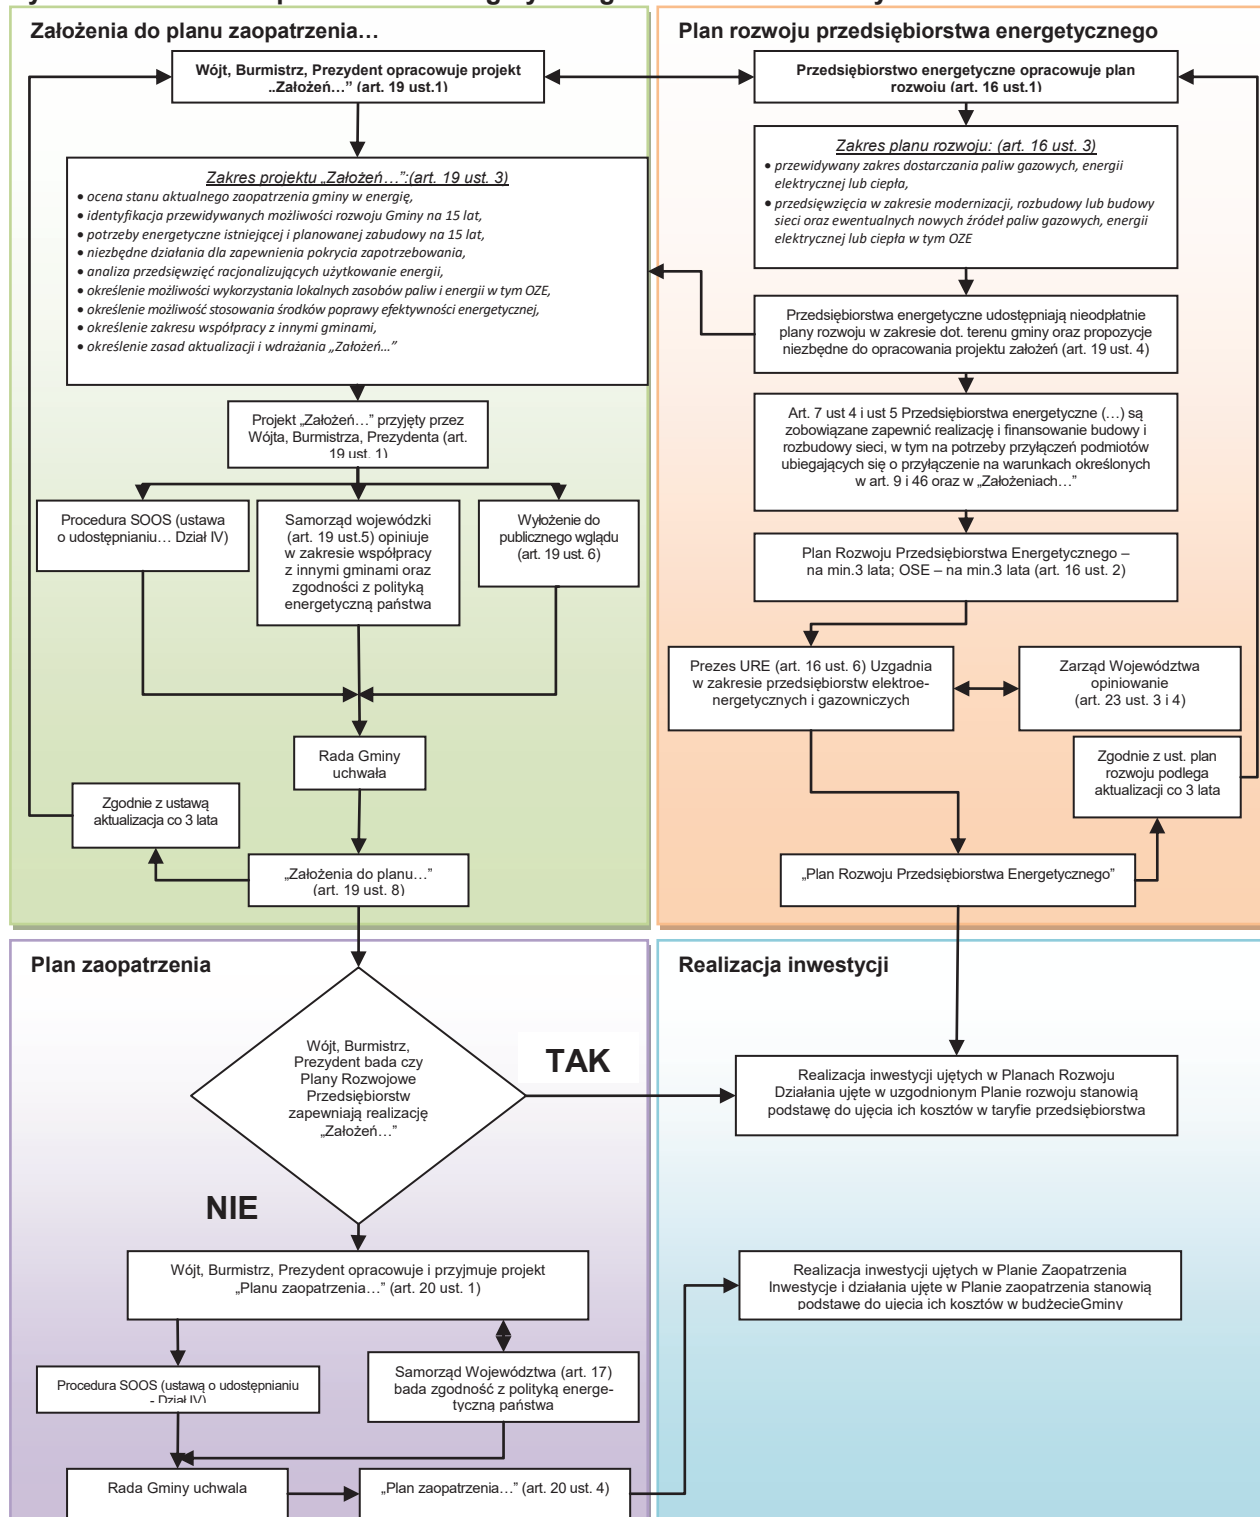 Założenia do planu zaopatrzenia…
Wójt, Burmistrz, Prezydent opracowuje projekt
„Założeń…” (art. 19 ust.1)
Zakres projektu „Założeń…”:(art. 19 ust. 3)
• ocena stanu aktualnego zaopatrzenia gminy w energię,
• identyfikacja przewidywanych możliwości rozwoju Gminy na 15 lat,
• potrzeby energetyczne istniejącej i planowanej zabudowy na 15 lat,
• niezbędne działania dla zapewnienia pokrycia zapotrzebowania,
• analiza przedsięwzięć racjonalizujących użytkowanie energii,
• określenie możliwości wykorzystania lokalnych zasobów paliw i energii w tym OZE,
• określenie możliwość stosowania środków poprawy efektywności energetycznej,
• określenie zakresu współpracy z innymi gminami,
• określenie zasad aktualizacji i wdrażania „Założeń…”
Projekt „Założeń…” przyjęty przez
Wójta, Burmistrza, Prezydenta (art.
19 ust. 1)
Procedura SOOS (ustawa
o udostępnianiu… Dział IV)
Samorząd wojewódzki
(art. 19 ust.5) opiniuje
w zakresie współpracy
z innymi gminami oraz
zgodności z polityką
energetyczną państwa
Wyłożenie do
publicznego wglądu
(art. 19 ust. 6)
Rada Gminy
uchwała
Zgodnie z ustawą
aktualizacja co 3 lata
„Założenia do planu…”
(art. 19 ust. 8)
Plan rozwoju przedsiębiorstwa energetycznego
Przedsiębiorstwo energetyczne opracowuje plan
rozwoju (art. 16 ust.1)
Zakres planu rozwoju: (art. 16 ust. 3)
• przewidywany zakres dostarczania paliw gazowych, energii
elektrycznej lub ciepła,
• przedsięwzięcia w zakresie modernizacji, rozbudowy lub budowy
sieci oraz ewentualnych nowych źródeł paliw gazowych, energii
elektrycznej lub ciepła w tym OZE
Przedsiębiorstwa energetyczne udostępniają nieodpłatnie
plany rozwoju w zakresie dot. terenu gminy oraz propozycje
niezbędne do opracowania projektu założeń (art. 19 ust. 4)
Art. 7 ust 4 i ust 5 Przedsiębiorstwa energetyczne (…) są
zobowiązane zapewnić realizację i finansowanie budowy i
rozbudowy sieci, w tym na potrzeby przyłączeń podmiotów
ubiegających się o przyłączenie na warunkach określonych
w art. 9 i 46 oraz w „Założeniach…”
Plan Rozwoju Przedsiębiorstwa Energetycznego –
na min.3 lata; OSE – na min.3 lata (art. 16 ust. 2)
Prezes URE (art. 16 ust. 6) Uzgadnia
w zakresie przedsiębiorstw elektroe-
nergetycznych i gazowniczych
Zarząd Województwa
opiniowanie
(art. 23 ust. 3 i 4)
Zgodnie z ust. plan
rozwoju podlega
aktualizacji co 3 lata
„Plan Rozwoju Przedsiębiorstwa Energetycznego”
Plan zaopatrzenia
Wójt, Burmistrz,
Prezydent bada czy
Plany Rozwojowe
Przedsiębiorstw
zapewniają realizację
„Założeń…”
TAK
NIE
Wójt, Burmistrz, Prezydent opracowuje i przyjmuje projekt
„Planu zaopatrzenia…” (art. 20 ust. 1)
Procedura SOOS (ustawą o udostępnianiu
- Dział IV)
Samorząd Województwa (art. 17)
bada zgodność z polityką energe-
tyczną państwa
Rada Gminy uchwala
„Plan zaopatrzenia…” (art. 20 ust. 4)
Realizacja inwestycji
Realizacja inwestycji ujętych w Planach Rozwoju
Działania ujęte w uzgodnionym Planie rozwoju stanowią
podstawę do ujęcia ich kosztów w taryfie przedsiębiorstwa
Realizacja inwestycji ujętych w Planie Zaopatrzenia
Inwestycje i działania ujęte w Planie zaopatrzenia stanowią
podstawę do ujęcia ich kosztów w budżecieGminy